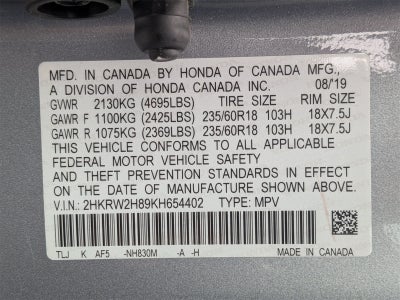 MFD. IN CANADA BY HONDA OF CANADA MFG.,
A DIVISION OF HONDA CANADA INC. 08/'19
GVWR 2130KG (4695LBS) TIRE SIZE RIM SIZE
GAWR F 1100KG (2425LBS) 235/60R18 103H 18X7.5J
GAWR R 1075KG (2369LBS) 235/60R18 103H 18X7.5J
THIS VEHICLE CONFORMS TO ALL APPLICABLE
FEDERAL MOTOR VEHICLE SAFETY
AND THEFT PREVENTION STANDARDS IN EFFECT
ON THE DATE OF MANUFACTURE SHOWN ABOVE.
V.I.N.: 2HKRW2H89KH654402 TYPE: MPV
TLJ K AF5 -NH830M -A -H MADE IN CANADA